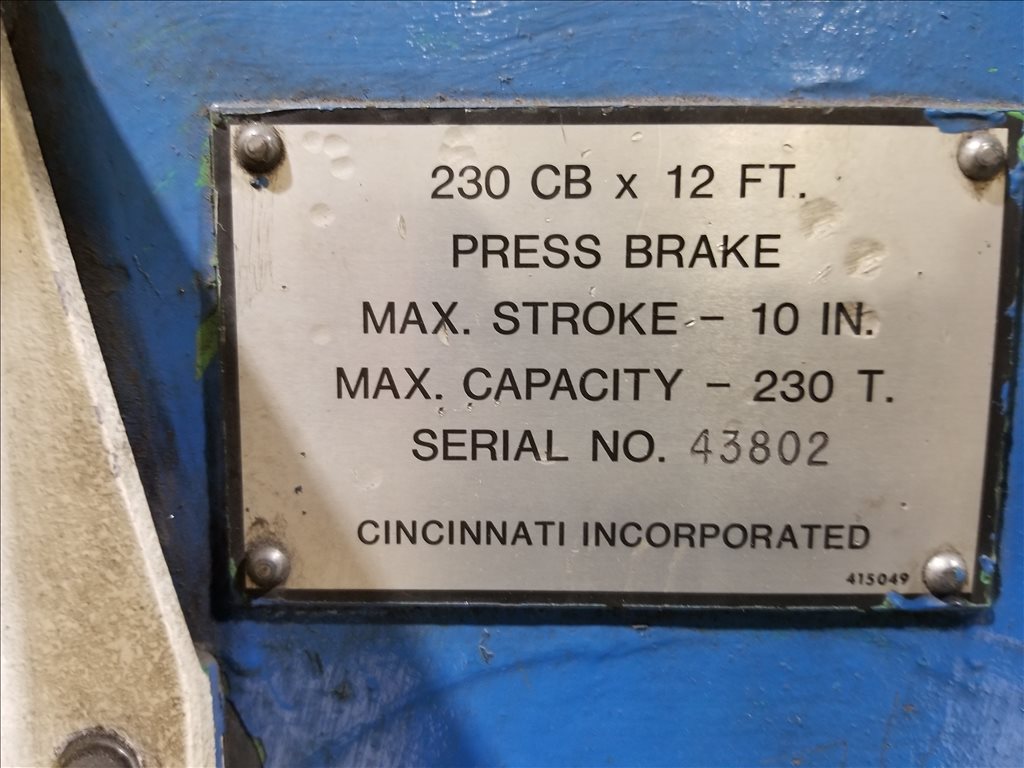 230 CB x 12 FT.
PRESS BRAKE
MAX. STROKE - 10 IN.
MAX. CAPACITY - 230 T.
SERIAL NO. 43802
CINCINNATI INCORPORATED
415049